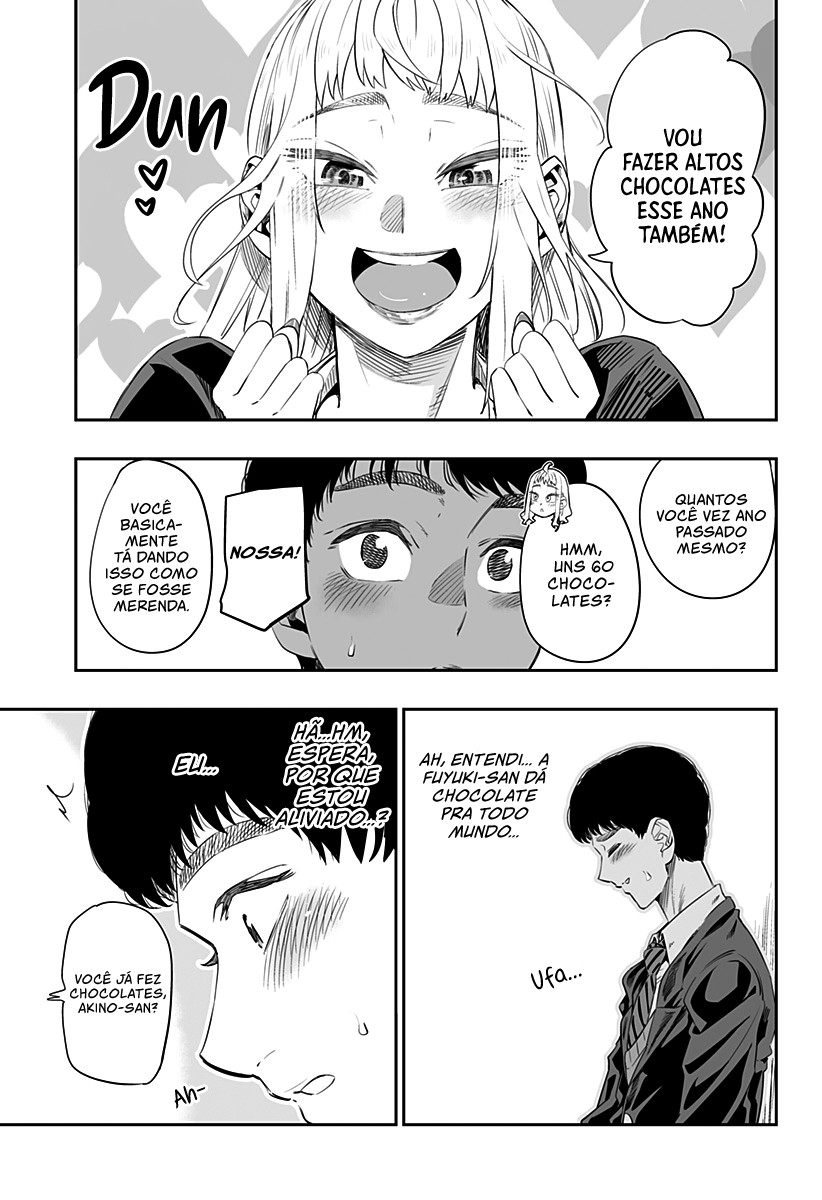 VOU
FAZER ALTOS
CHOCOLATES
ESSE ANO
TAMBÉM!
Dun
QUANTOS
VOCÊ VEZ ANO
PASSADO
MESMO?
HMM,
UNS 60
CHOCO-
LATES?
NOSSA!
VOCÊ
BASICA-
MENTE
TÁ DANDO
ISSO COMO
SE FOSSE
MERENDA.
AH, ENTENDI... A
FUYUKI-SAN DÁ
CHOCOLATE
PRA TODO
MUNDO...
Ufa...
HÃ...HM,
ESPERA,
POR QUE
ESTOU
ALIVIADO...?
EU...
VOCÊ JÁ FEZ
CHOCOLATES,
AKINO-SAN?
Ah-